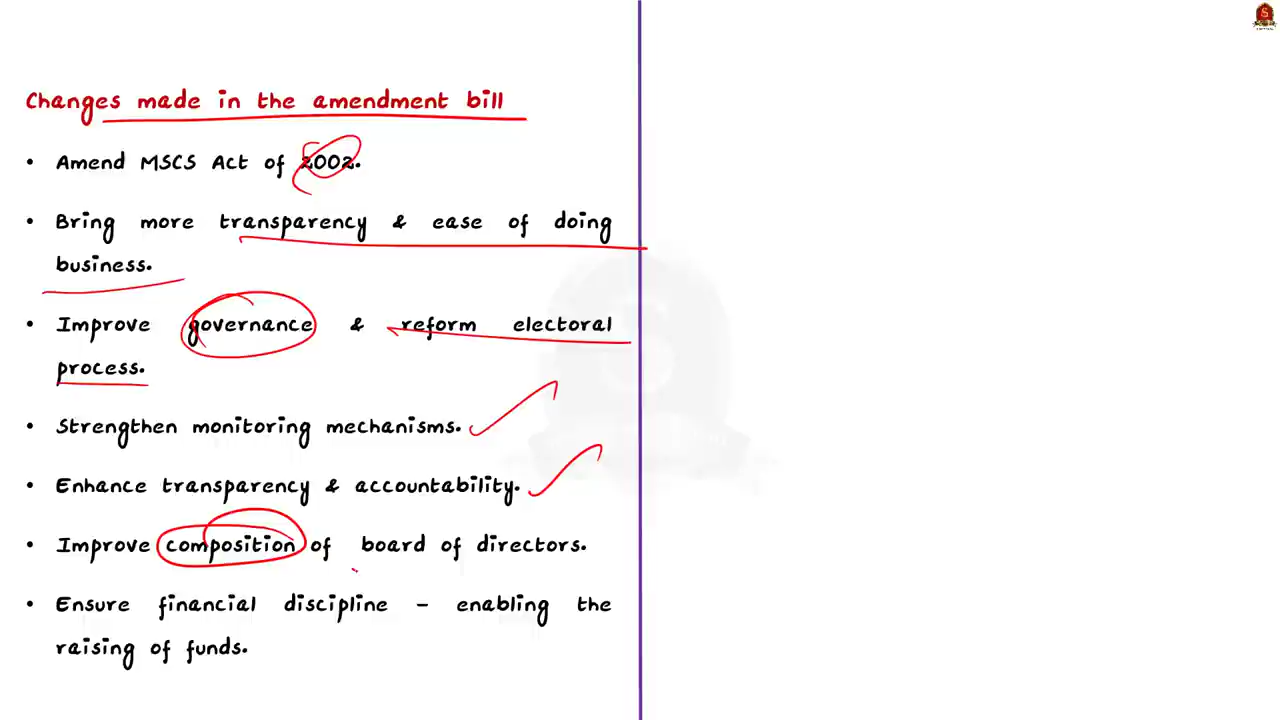 Changes made in the amendment bill
• Amend MSCS Act of 2002.
• Bring more transparency & ease of doing
business.
• Improve governance & reform electoral
process.
• Strengthen monitoring mechanisms.
• Enhance transparency & accountability.
• Improve composition of board of directors.
• Ensure financial discipline – enabling the
raising of funds.